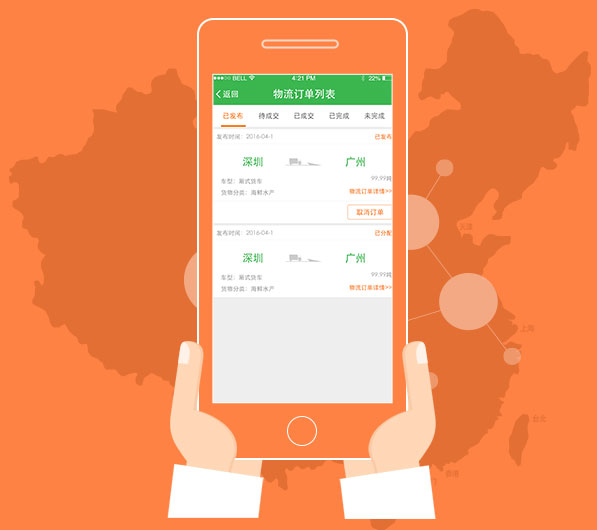 BELL 4:21 PM 22%
返回 物流订单列表
已发布 待成交 已成交 已完成 未完成
发布时间：2016-04-1 已发布
深圳 广州
99.99吨
车型：厢式货车
货物分类：海鲜水产 物流订单详情>>
取消订单
发布时间：2016-04-1 已分配
深圳 广州
99.99吨
车型：厢式货车
货物分类：海鲜水产 物流订单详情>>
天津
上海
台北
香港